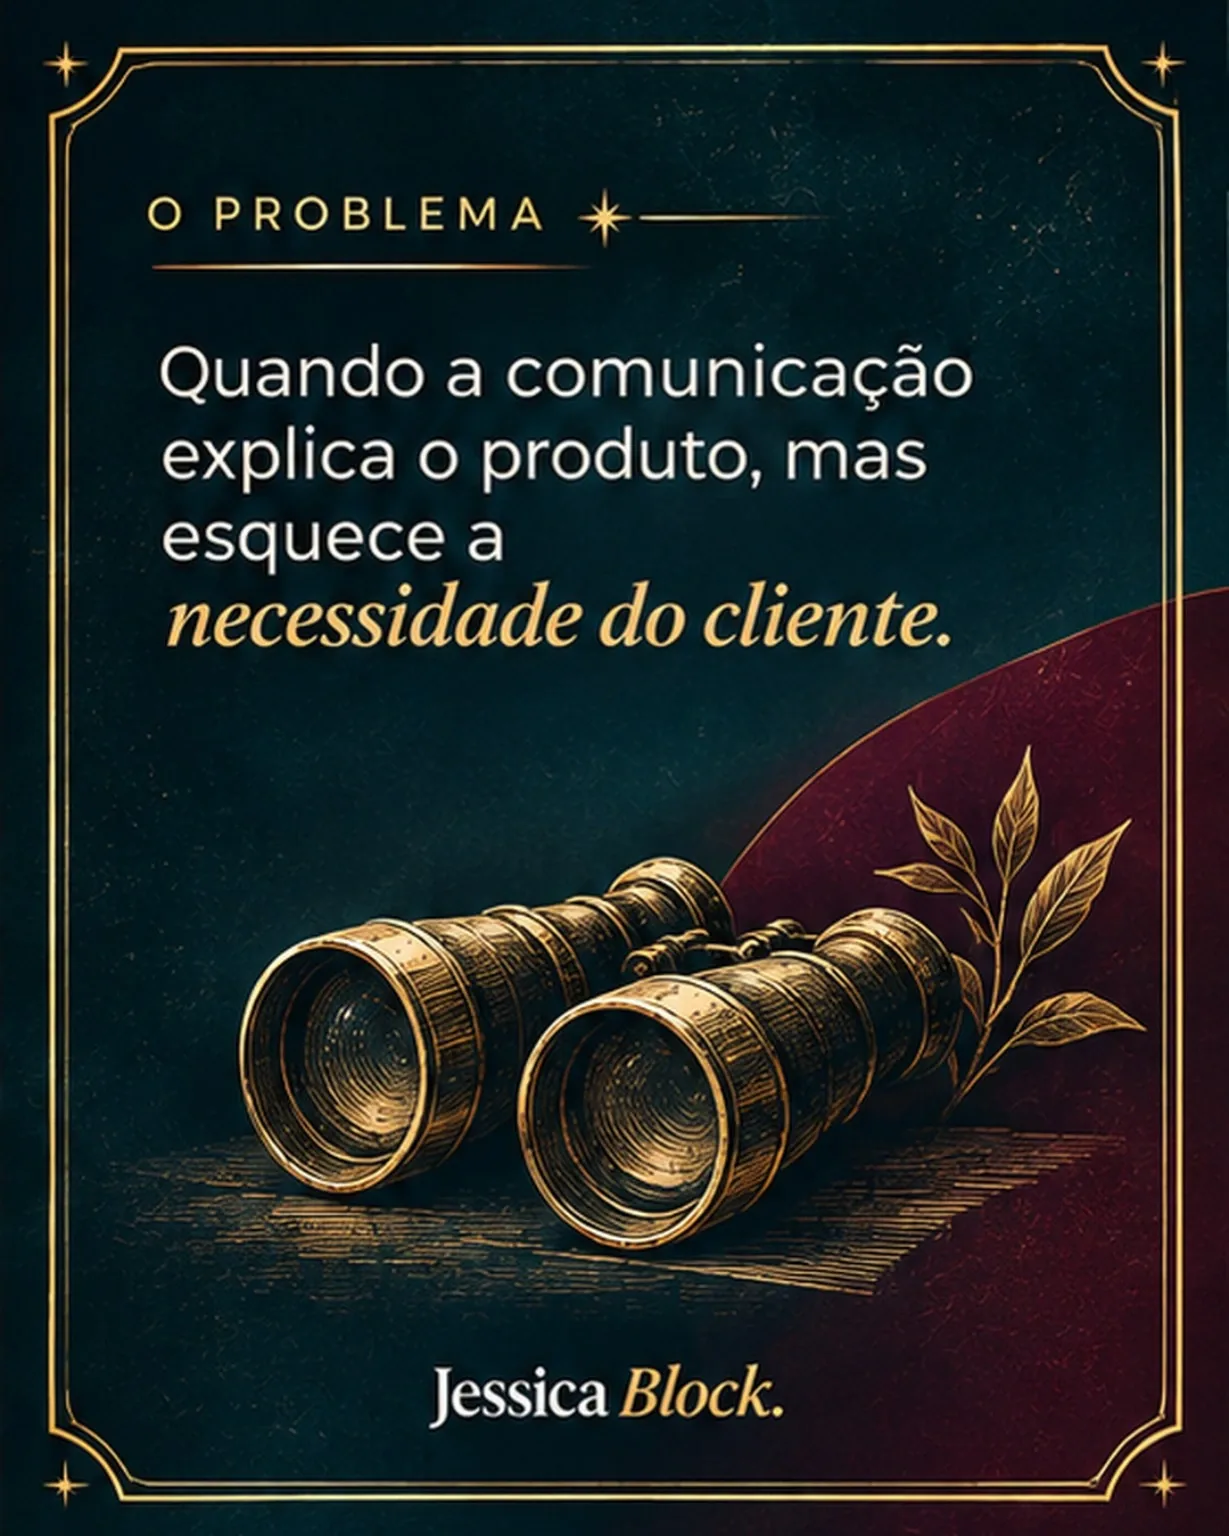 O PROBLEMA
Quando a comunicação
explica o produto, mas
esquece a
necessidade do cliente.
Jessica Block.